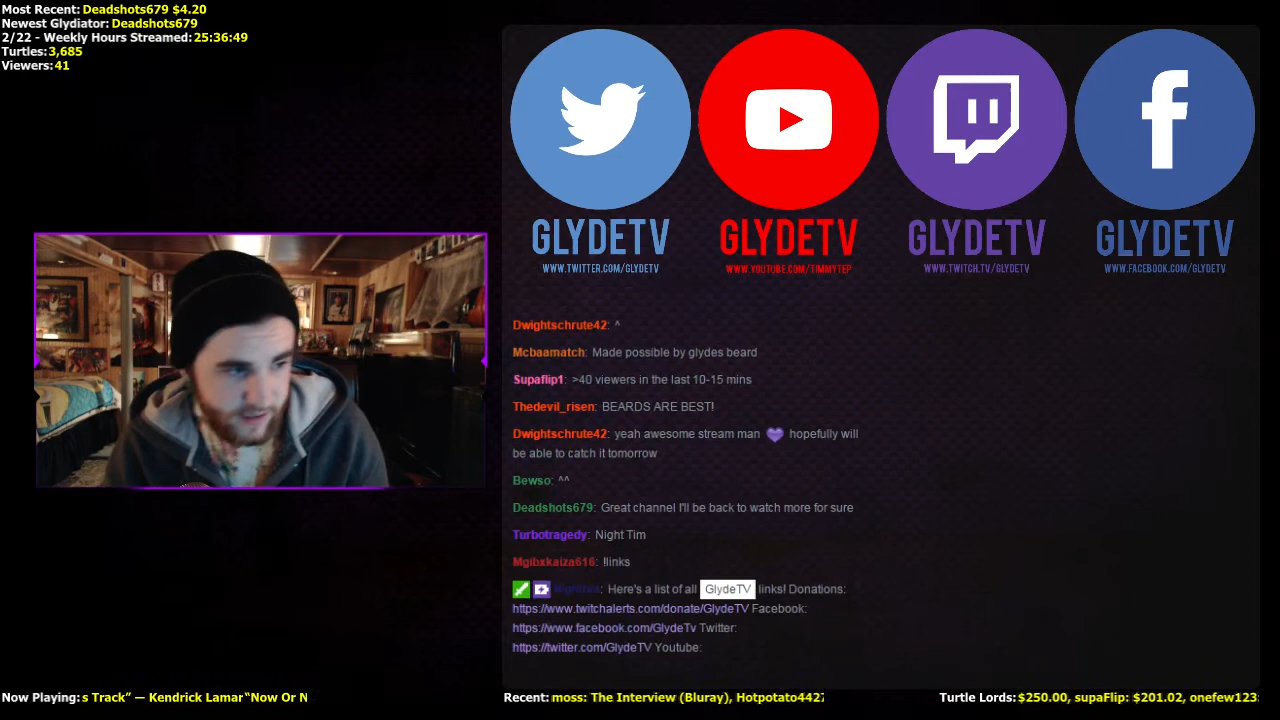 Most Recent: Deadshots679 $4.20
Newest Glydiator: Deadshots679
2/22 - Weekly Hours Streamed: 25:36:49
Turtles: 3,685
Viewers: 41
GLYDETV GLYDETV GLYDETV GLYDETV
WWW.TWITTER.COM/GLYDETV WWW.YOUTUBE.COM/TIMMYTEP WWW.TWITCH.TV/GLYDETV WWW.FACEBOOK.COM/GLYDETV
Dwightschrute42: ^
Mcbaamatch: Made possible by glydes beard
Supaflip1: >40 viewers in the last 10-15 mins
Thedevil_risen: BEARDS ARE BEST!
Dwightschrute42: yeah awesome stream man hopefully will
be able to catch it tomorrow
Bewso: ^^
Deadshots679: Great channel I'll be back to watch more for sure
Turbotragedy: Night Tim
Mgibxkaiza616: !links
: Here's a list of all GlydeTV links! Donations:
https://www.twitchalerts.com/donate/GlydeTV Facebook:
https://www.facebook.com/GlydeTv Twitter:
https://twitter.com/GlydeTV Youtube:
Now Playing: s Track” — Kendrick Lamar “Now Or N
Recent: moss: The Interview (Bluray), Hotpotato4427
Turtle Lords: $250.00, supaFlip: $201.02, onefew123